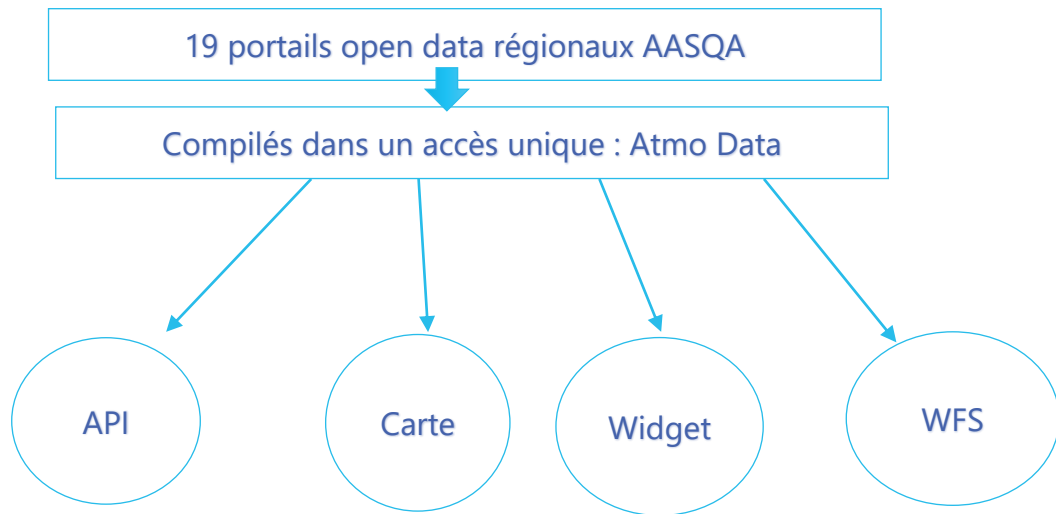 19 portails open data régionaux AASQA
Compilés dans un accès unique : Atmo Data
API
Carte
Widget
WFS